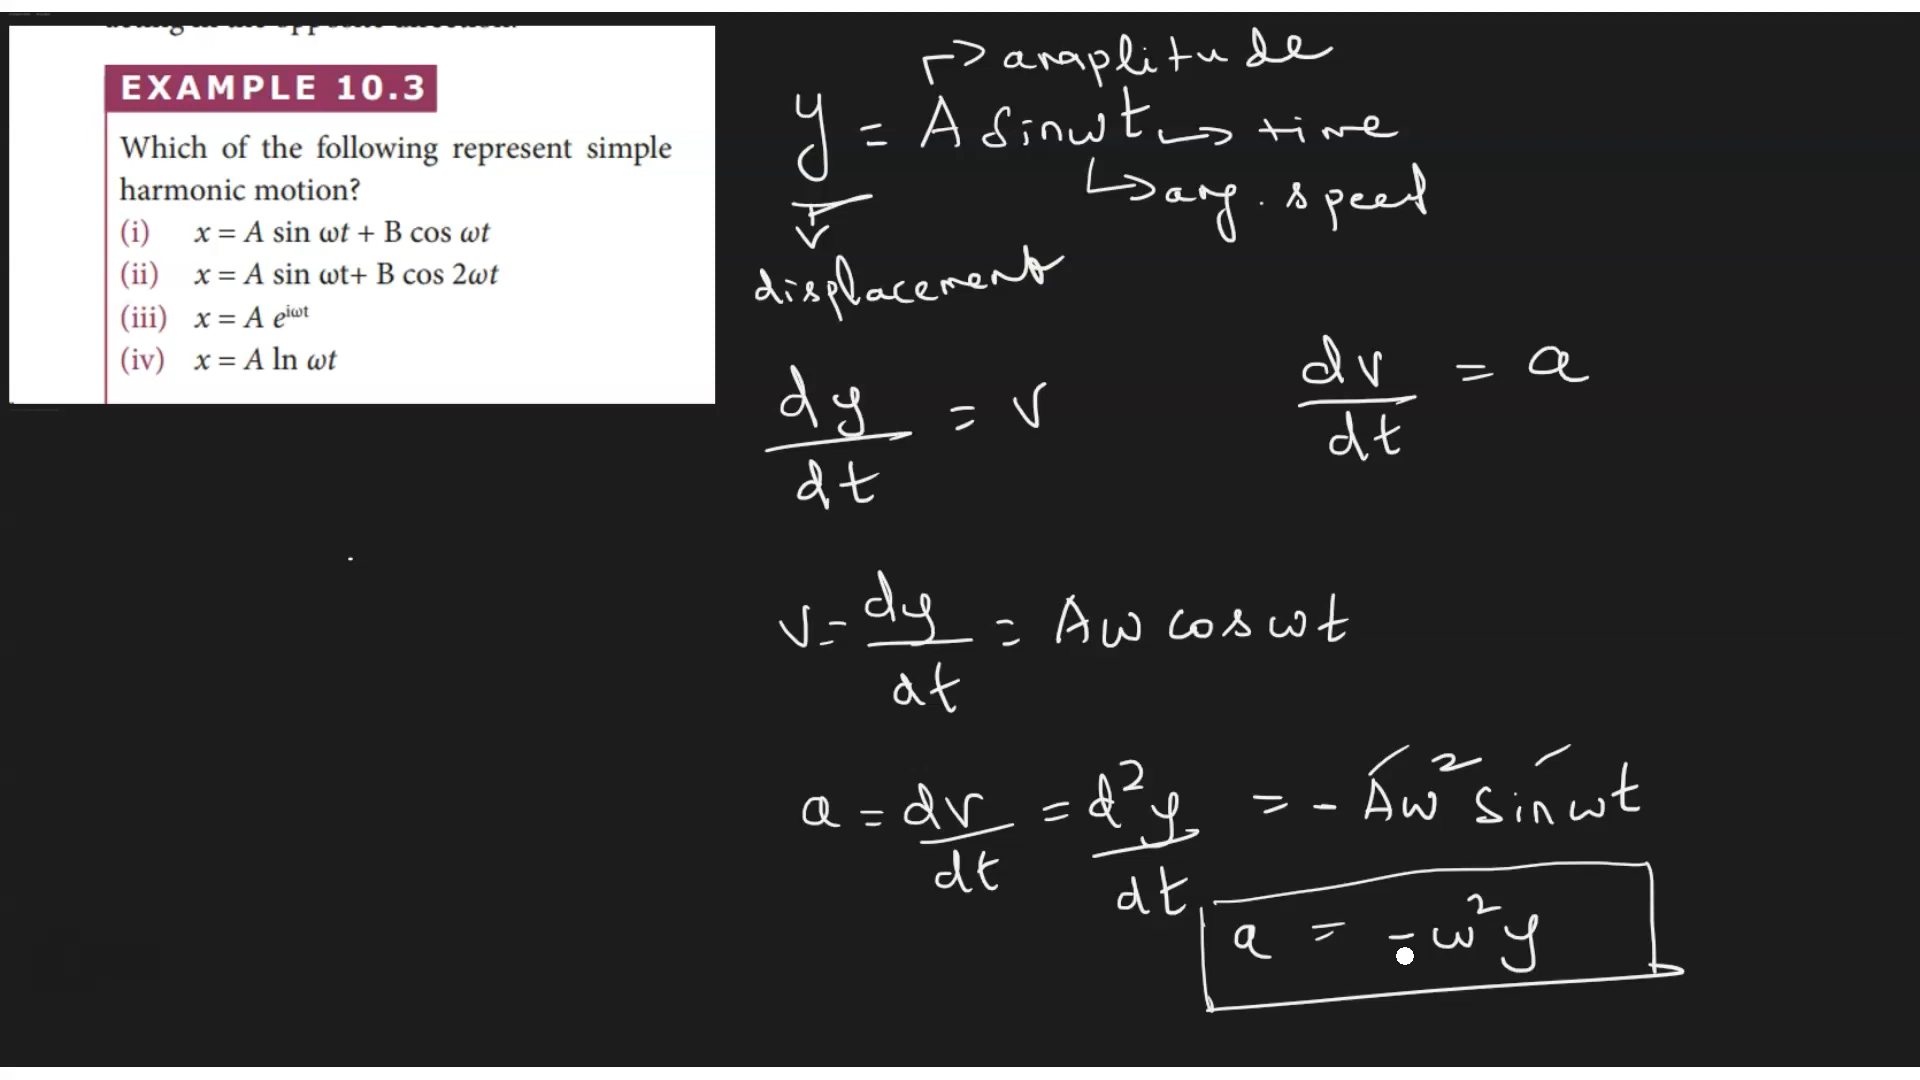 EXAMPLE 10.3
Which of the following represent simple
harmonic motion?
(i) x = A sin ωt + B cos ωt
(ii) x = A sin ωt+ B cos 2ωt
(iii) x = A e^{iωt}
(iv) x = A ln ωt
↱ amplitude
y = A sinωt ↪ time
↳ ang. speed
displacement
dy/dt = v
dv/dt = a
v = dy/dt = Aω cosωt
a = dv/dt = d²y/dt = - Aω² sinωt
a = -ω²y